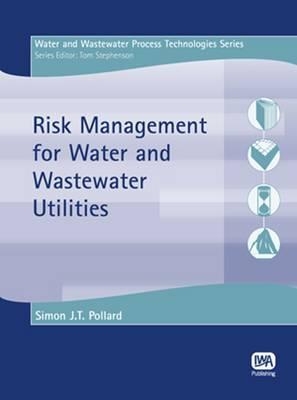 Water and Wastewater Process Technologies Series
Series Editor: Tom Stephenson
Risk Management
for Water and
Wastewater
Utilities
Simon J.T. Pollard
IWA
Publishing